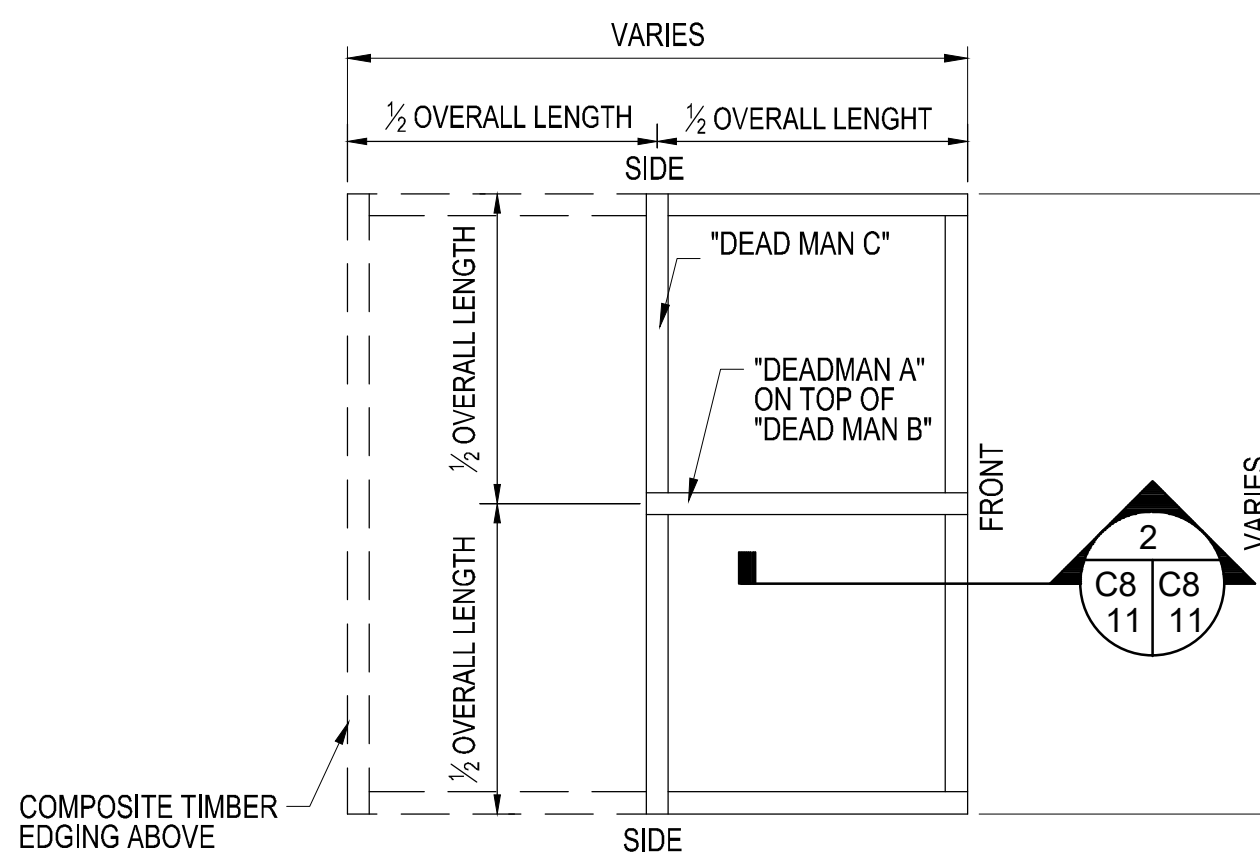 VARIES
½ OVERALL LENGTH
½ OVERALL LENGHT
SIDE
"DEAD MAN C"
½ OVERALL LENGTH
"DEADMAN A"
ON TOP OF
"DEAD MAN B"
FRONT
VARIES
2
C8 C8
11 11
½ OVERALL LENGTH
COMPOSITE TIMBER
EDGING ABOVE
SIDE